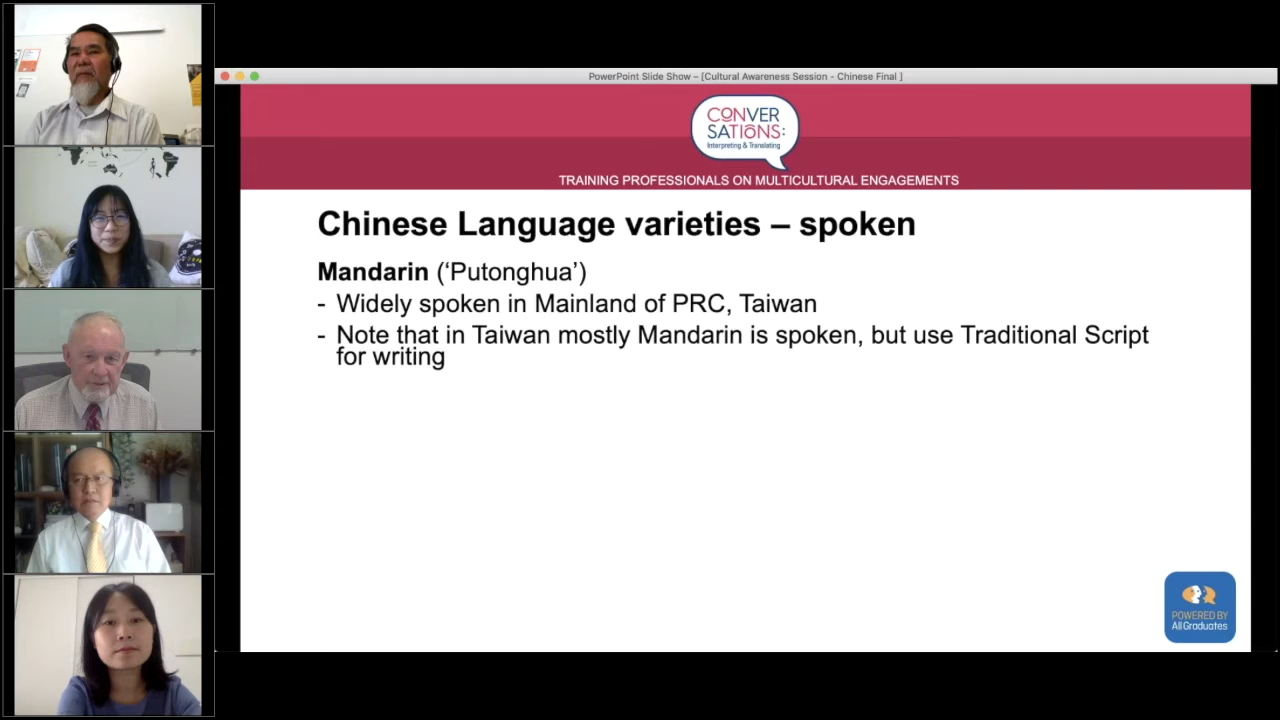 PowerPoint Slide Show – [Cultural Awareness Session - Chinese Final ]
CONVER
SATIONS:
Interpreting & Translating
TRAINING PROFESSIONALS ON MULTICULTURAL ENGAGEMENTS
Chinese Language varieties – spoken
Mandarin (‘Putonghua’)
- Widely spoken in Mainland of PRC, Taiwan
- Note that in Taiwan mostly Mandarin is spoken, but use Traditional Script
for writing
POWERED BY
All Graduates